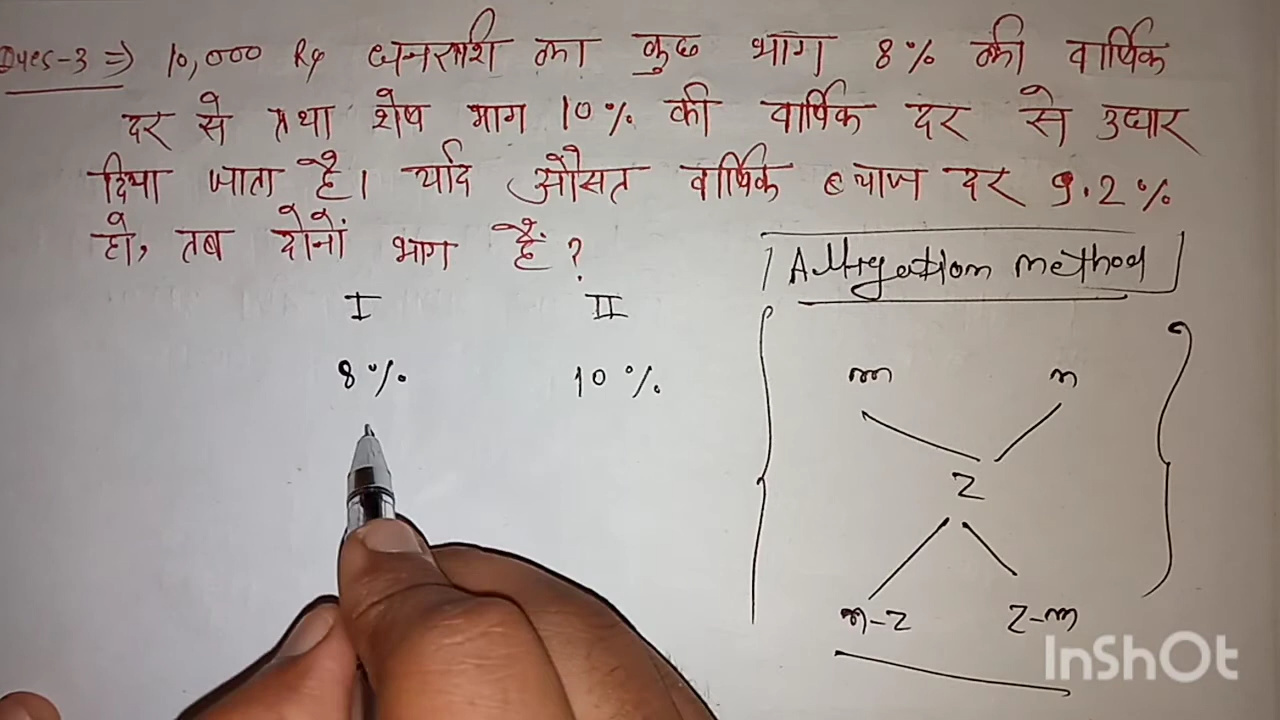 Ques-3 ⇒ 10,000 Rs धनराशि का कुछ भाग 8% की वार्षिक
दर से तथा शेष भाग 10% की वार्षिक दर से उधार
दिया जाता है। यदि औसत वार्षिक ब्याज दर 9.2%
हो, तब दोनों भाग हैं?
Alligation method
I II
8% 10%
m n
z
n-z z-m
InShOt